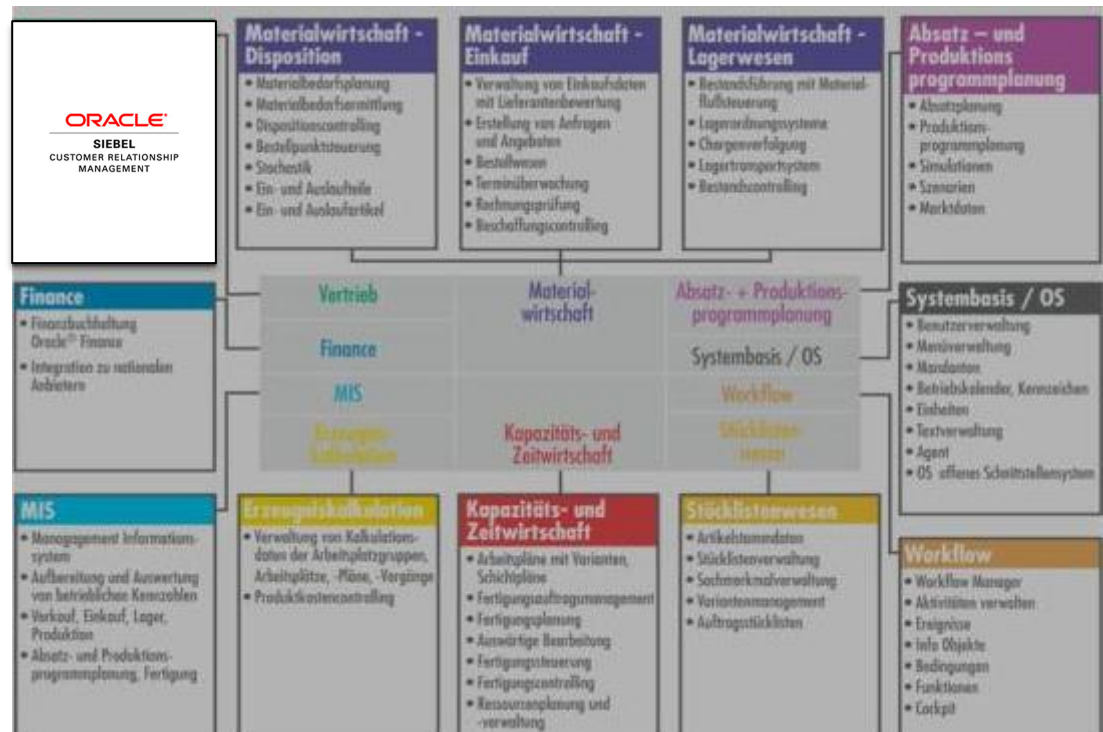 ORACLE®
SIEBEL
CUSTOMER RELATIONSHIP
MANAGEMENT
Materialwirtschaft -
Disposition
• Materialbedarfsplanung
• Materialbedarfsermittlung
• Dispositionscontrolling
• Bestellpunktsteuerung
• Stochastik
• Ein- und Auslaufteile
• Ein- und Auslaufartikel
Materialwirtschaft -
Einkauf
• Verwaltung von Einkaufsdaten
mit Lieferantenbewertung
• Erstellung von Anfragen
und Angeboten
• Bestellwesen
• Terminüberwachung
• Rechnungsprüfung
• Beschaffungscontrolling
Materialwirtschaft -
Lagerwesen
• Bestandsführung mit Material-
flußsteuerung
• Lagerordnungssysteme
• Chargenverfolgung
• Lagertransportsystem
• Bestandscontrolling
Absatz – und
Produktions
programmplanung
• Absatzplanung
• Produktions-
programmplanung
• Simulationen
• Szenarien
• Marktdaten
Finance
• Finanzbuchhaltung
Oracle® Finance
• Integration zu nationalen
Anbietern
Vertrieb
Finance
MIS
Erzeugnis-
kalkulation
Material-
wirtschaft
Kapazitäts- und
Zeitwirtschaft
Absatz- + Produktions-
programmplanung
Systembasis / OS
Workflow
Stücklisten-
wesen
Systembasis / OS
• Benutzerverwaltung
• Menüverwaltung
• Mandanten
• Betriebskalender, Kennzeichen
• Einheiten
• Textverwaltung
• Agent
• OS offenes Schnittstellensystem
MIS
• Managagement Informations-
system
• Aufbereitung und Auswertung
von betrieblichen Kennzahlen
• Verkauf, Einkauf, Lager,
Produktion
• Absatz- und Produktions-
programmplanung, Fertigung
Erzeugniskalkulation
• Verwaltung von Kalkulations-
daten der Arbeitsplatzgruppen,
Arbeitsplätze, -Pläne, -Vorgänge
• Produktkostencontrolling
Kapazitäts- und
Zeitwirtschaft
• Arbeitspläne mit Varianten,
Schichtpläne
• Fertigungsauftragsmanagement
• Fertigungsplanung
• Auswärtige Bearbeitung
• Fertigungssteuerung
• Fertigungscontrolling
• Ressourcenplanung und
-verwaltung
Stücklistenwesen
• Artikelstammdaten
• Stücklistenverwaltung
• Sachmerkmalverwaltung
• Variantenmanagement
• Auftragsstücklisten
Workflow
• Workflow Manager
• Aktivitäten verwalten
• Ereignisse
• Info Objekte
• Bedingungen
• Funktionen
• Cockpit